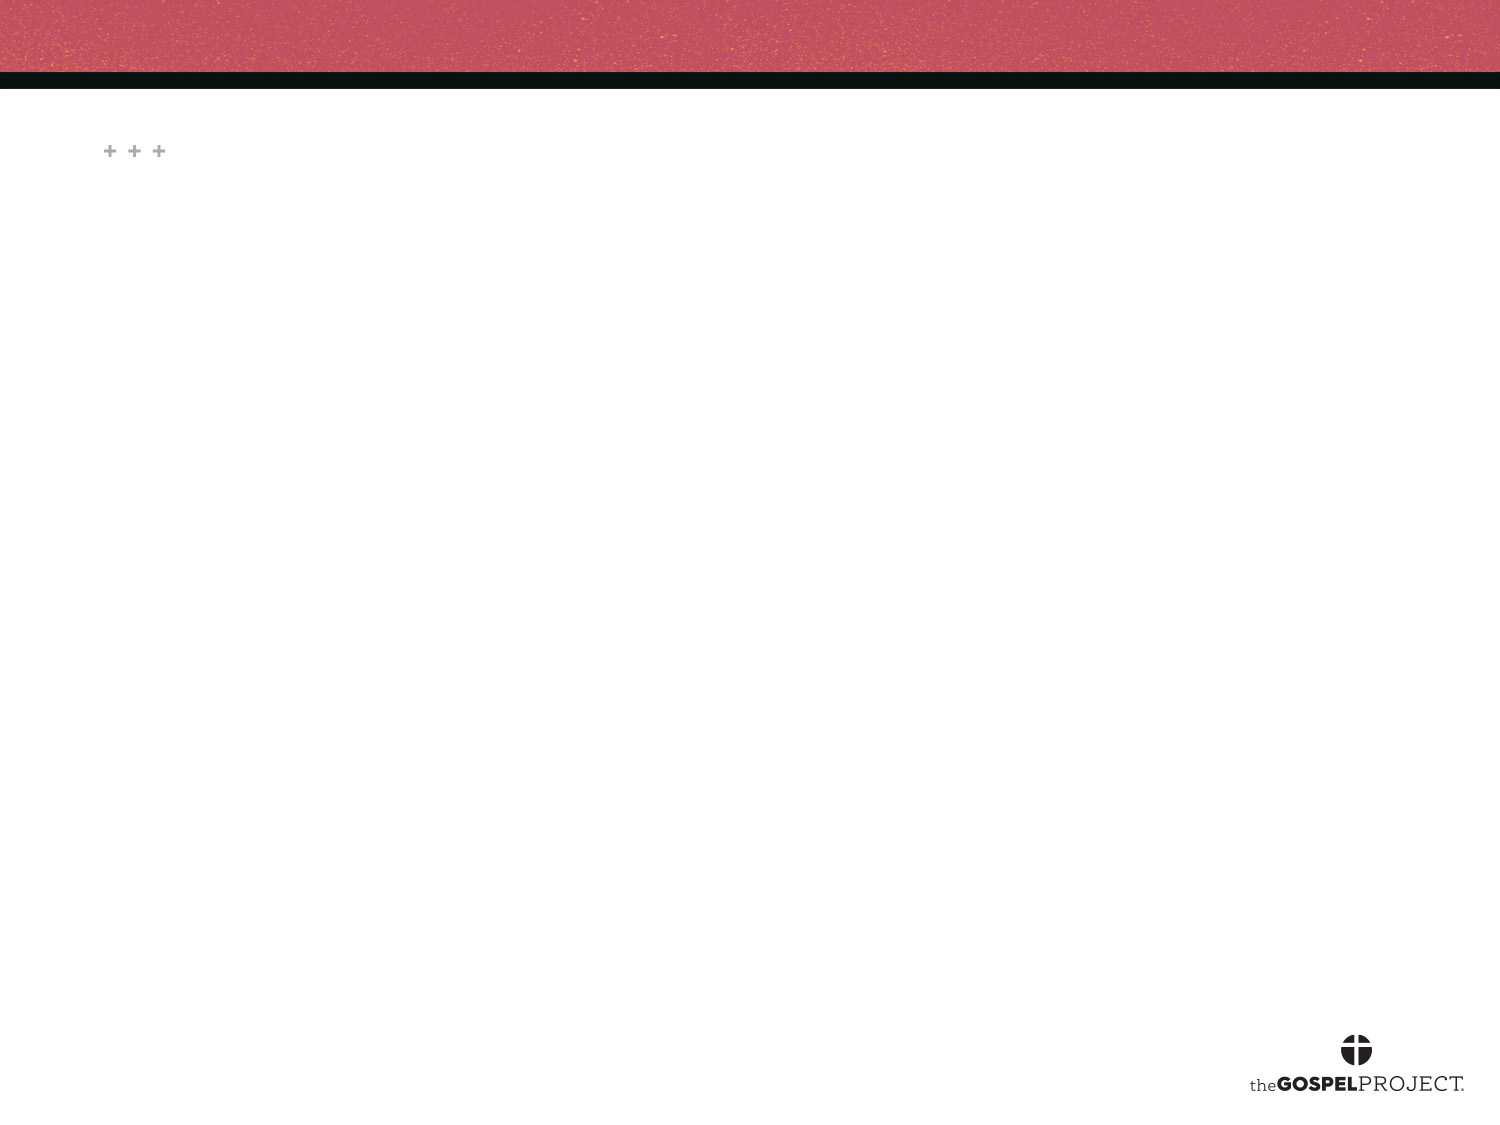 + + +
theGOSPELPROJECT.